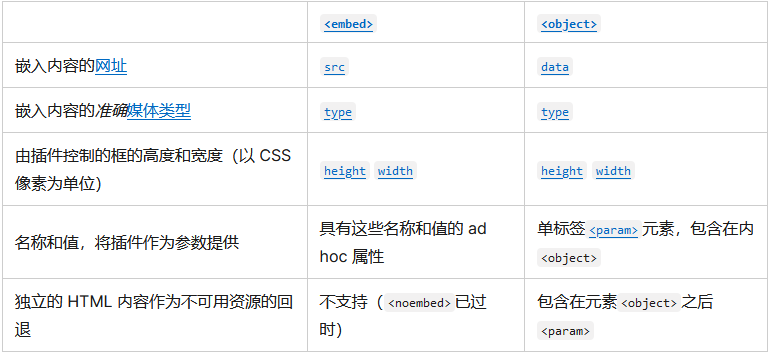 <embed> <object>
嵌入内容的网址 src data
嵌入内容的准确媒体类型 type type
由插件控制的框的高度和宽度（以 CSS
像素为单位） height width height width
名称和值，将插件作为参数提供 具有这些名称和值的 ad
hoc 属性 单标签<param>元素，包含在内
<object>
独立的 HTML 内容作为不可用资源的回
退 不支持（<noembed>已过
时） 包含在元素<object>之后
<param>